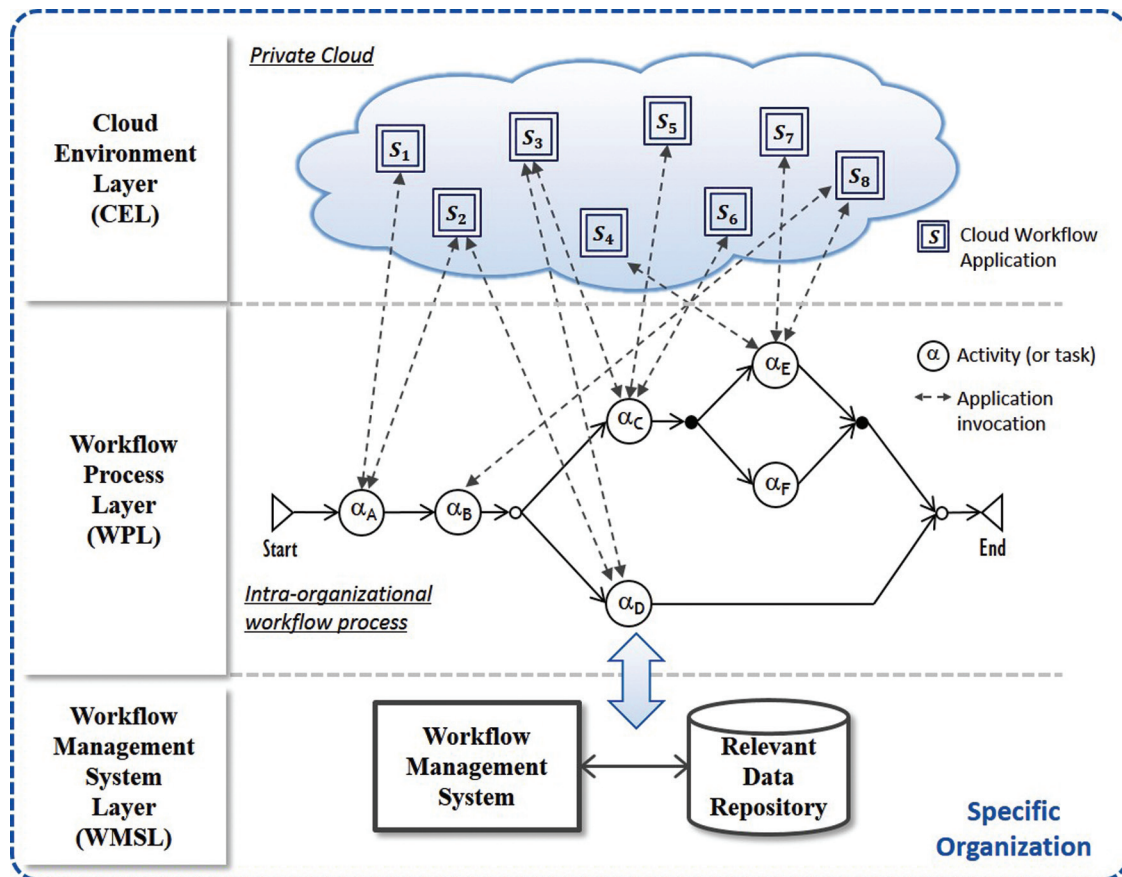 Cloud
Environment
Layer
(CEL)
Private Cloud
S1
S2
S3
S4
S5
S6
S7
S8
S Cloud Workflow
Application
Workflow
Process
Layer
(WPL)
α Activity (or task)
Application
invocation
αE
αC
αF
αA
αB
αD
Start
End
Intra-organizational
workflow process
Workflow
Management
System
Layer
(WMSL)
Workflow
Management
System
Relevant
Data
Repository
Specific
Organization